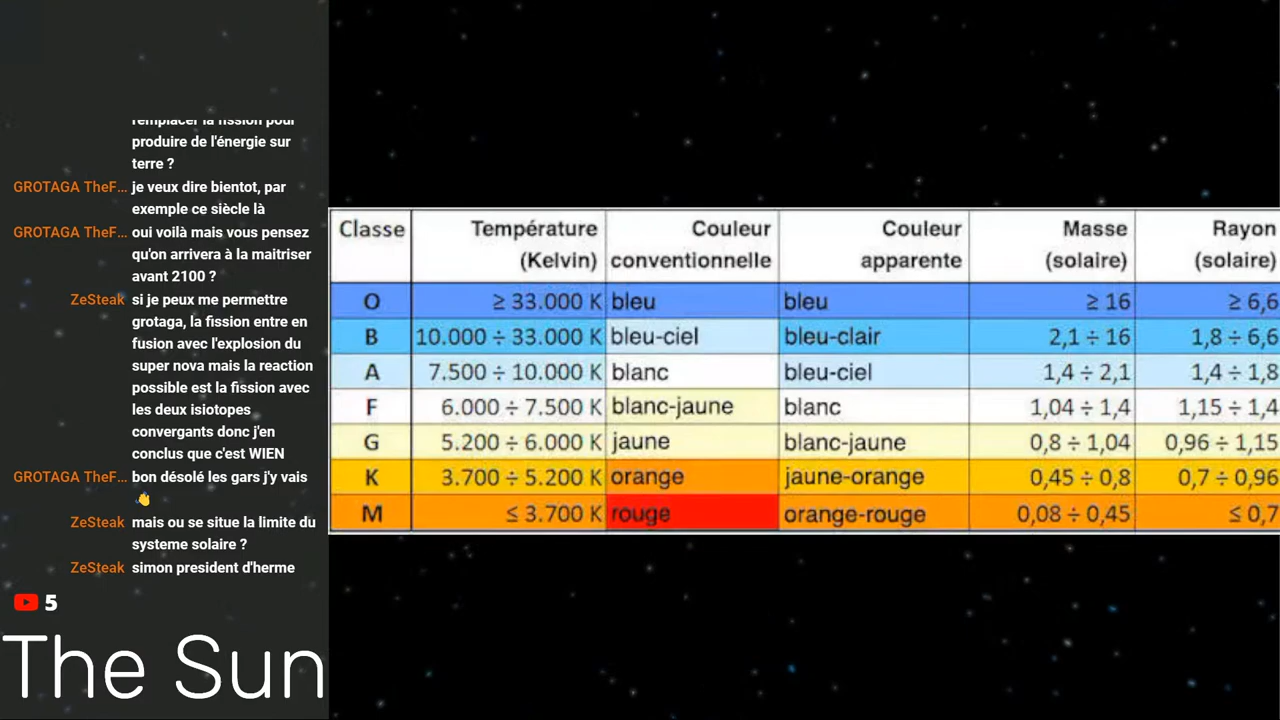 remplacer la fission pour
produire de l'énergie sur
terre ?
GROTAGA TheF... je veux dire bientot, par
exemple ce siècle là
GROTAGA TheF... oui voilà mais vous pensez
qu'on arrivera à la maitriser
avant 2100 ?
ZeSteak si je peux me permettre
grotaga, la fission entre en
fusion avec l'explosion du
super nova mais la reaction
possible est la fission avec
les deux isiotopes
convergants donc j'en
conclus que c'est WIEN
GROTAGA TheF... bon désolé les gars j'y vais
👋
ZeSteak mais ou se situe la limite du
systeme solaire ?
ZeSteak simon president d'herme
5
The Sun
Classe Température (Kelvin) Couleur conventionnelle Couleur apparente Masse (solaire) Rayon (solaire)
O ≥ 33.000 K bleu bleu ≥ 16 ≥ 6,6
B 10.000 ÷ 33.000 K bleu-ciel bleu-clair 2,1 ÷ 16 1,8 ÷ 6,6
A 7.500 ÷ 10.000 K blanc bleu-ciel 1,4 ÷ 2,1 1,4 ÷ 1,8
F 6.000 ÷ 7.500 K blanc-jaune blanc 1,04 ÷ 1,4 1,15 ÷ 1,4
G 5.200 ÷ 6.000 K jaune blanc-jaune 0,8 ÷ 1,04 0,96 ÷ 1,15
K 3.700 ÷ 5.200 K orange jaune-orange 0,45 ÷ 0,8 0,7 ÷ 0,96
M ≤ 3.700 K rouge orange-rouge 0,08 ÷ 0,45 ≤ 0,7